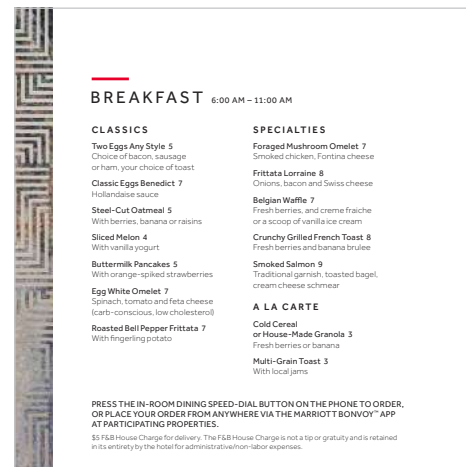 BREAKFAST 6:00 AM – 11:00 AM
CLASSICS
Two Eggs Any Style 5
Choice of bacon, sausage
or ham, your choice of toast
Classic Eggs Benedict 7
Hollandaise sauce
Steel-Cut Oatmeal 5
With berries, banana or raisins
Sliced Melon 4
With vanilla yogurt
Buttermilk Pancakes 5
With orange-spiked strawberries
Egg White Omelet 7
Spinach, tomato and feta cheese
(carb-conscious, low cholesterol)
Roasted Bell Pepper Frittata 7
With fingerling potato
SPECIALTIES
Foraged Mushroom Omelet 7
Smoked chicken, Fontina cheese
Frittata Lorraine 8
Onions, bacon and Swiss cheese
Belgian Waffle 7
Fresh berries, and creme fraiche
or a scoop of vanilla ice cream
Crunchy Grilled French Toast 8
Fresh berries and banana brulee
Smoked Salmon 9
Traditional garnish, toasted bagel,
cream cheese schmear
A LA CARTE
Cold Cereal
or House-Made Granola 3
Fresh berries or banana
Multi-Grain Toast 3
With local jams
PRESS THE IN-ROOM DINING SPEED-DIAL BUTTON ON THE PHONE TO ORDER,
OR PLACE YOUR ORDER FROM ANYWHERE VIA THE MARRIOTT BONVOY™ APP
AT PARTICIPATING PROPERTIES.
$5 F&B House Charge for delivery. The F&B House Charge is not a tip or gratuity and is retained
in its entirety by the hotel for administrative/non-labor expenses.